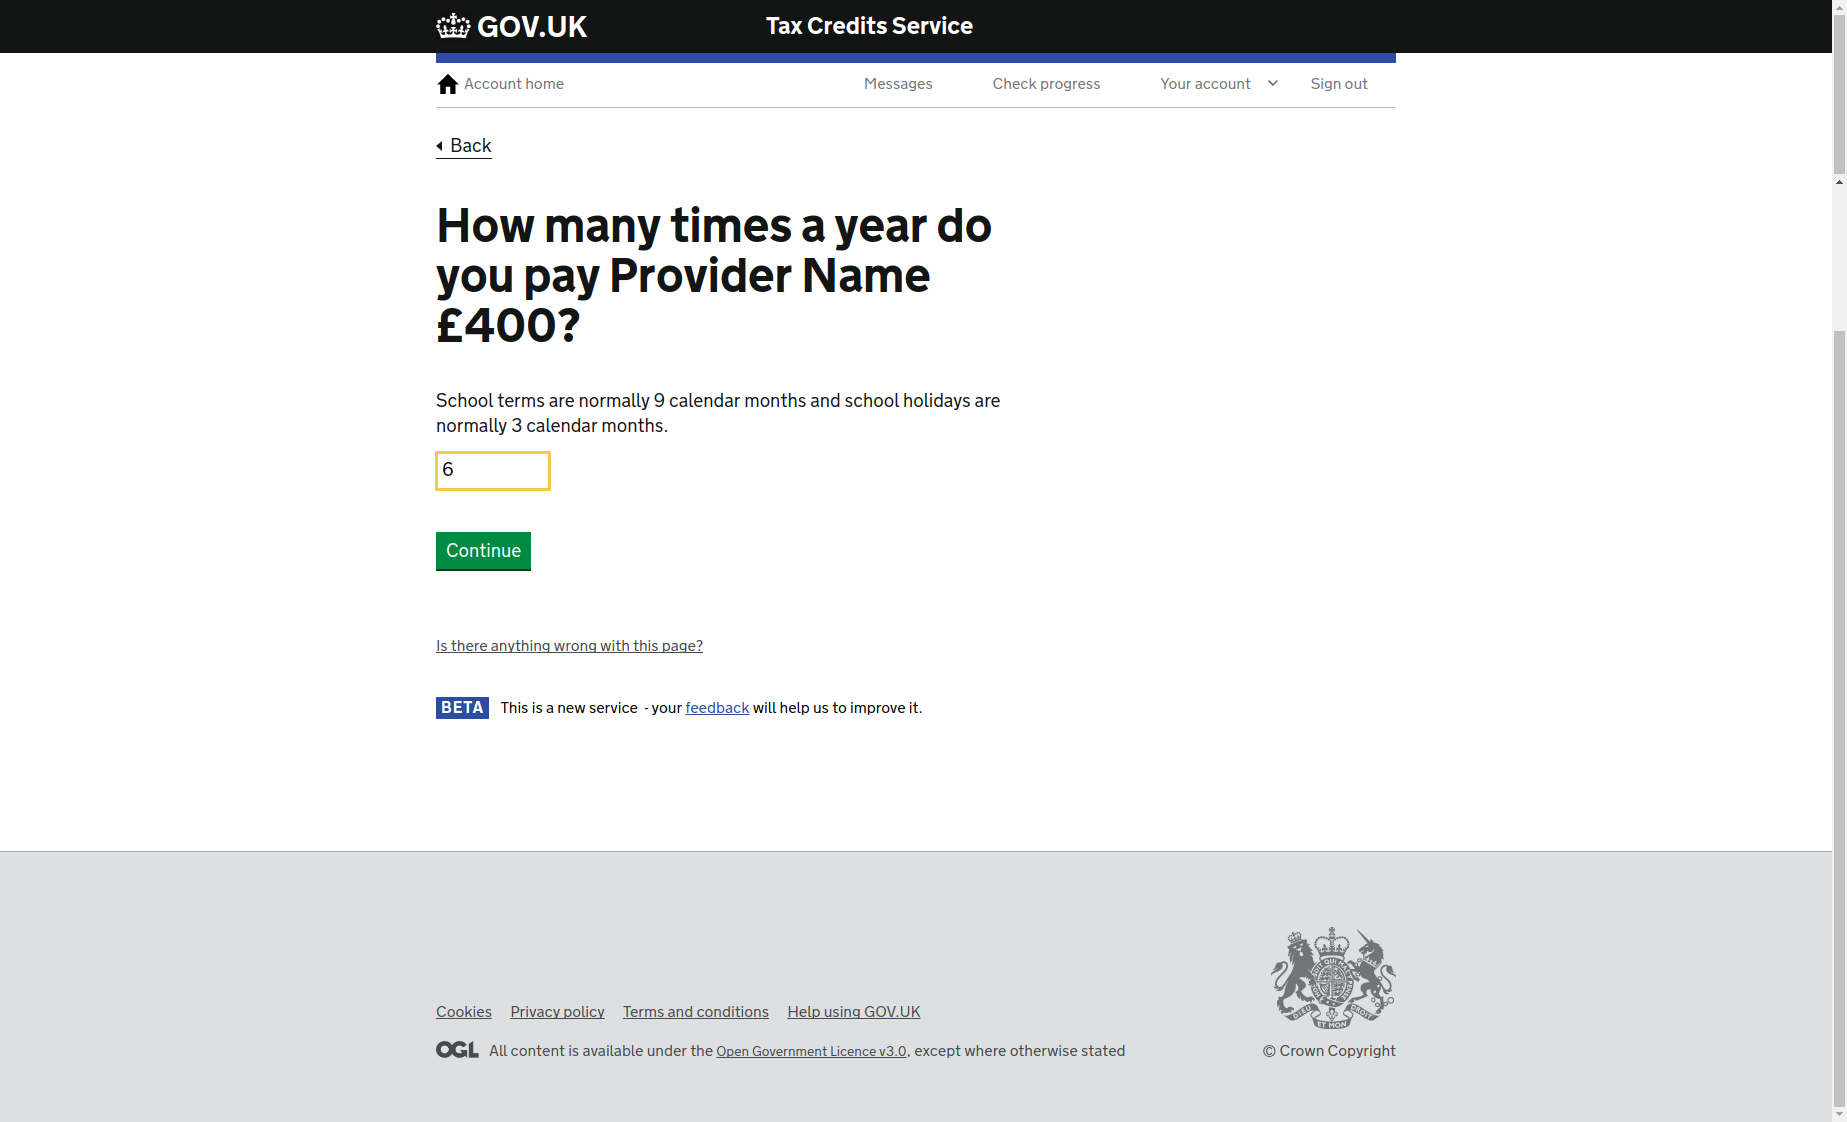 GOV.UK
Tax Credits Service
Account home
Messages
Check progress
Your account
Sign out
Back
How many times a year do
you pay Provider Name
£400?
School terms are normally 9 calendar months and school holidays are
normally 3 calendar months.
6
Continue
Is there anything wrong with this page?
BETA This is a new service - your feedback will help us to improve it.
Cookies Privacy policy Terms and conditions Help using GOV.UK
OGL All content is available under the Open Government Licence v3.0, except where otherwise stated
© Crown Copyright